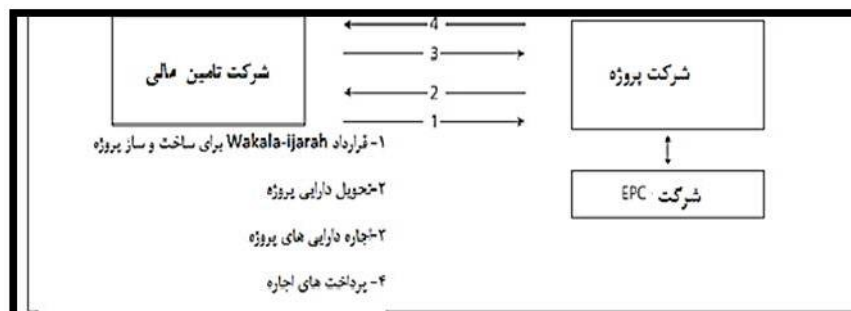 4
3
2
1
شرکت تامین مالی
شرکت پروژه
شرکت EPC
۱- قرارداد Wakala-ijarah برای ساخت و ساز پروژه
۲-تحویل دارایی پروژه
۳-اجاره دارایی های پروژه
۴- پرداخت های اجاره